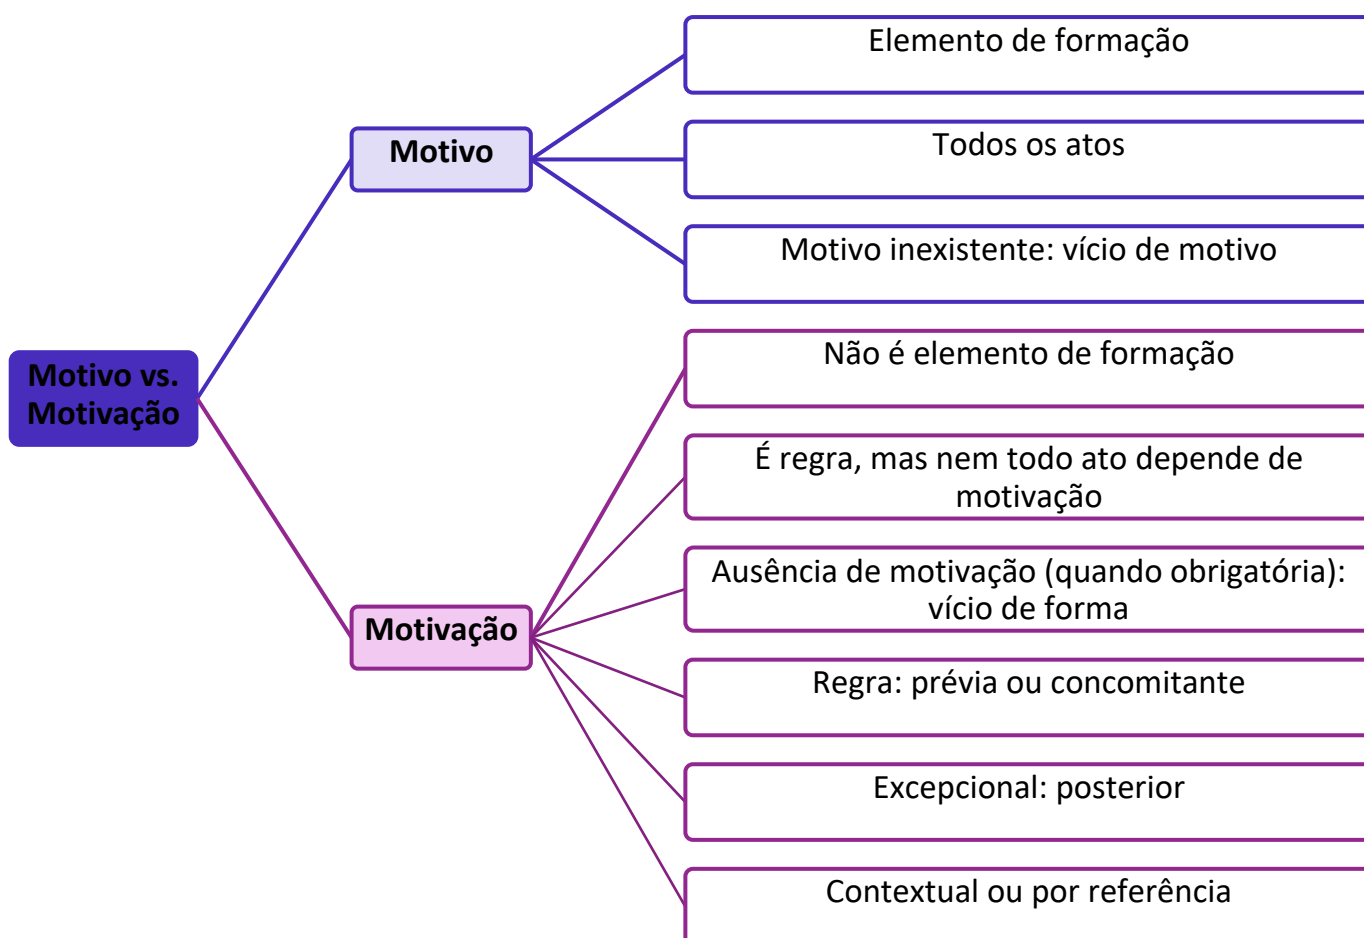 Motivo vs.
Motivação
Motivo
Elemento de formação
Todos os atos
Motivo inexistente: vício de motivo
Motivação
Não é elemento de formação
É regra, mas nem todo ato depende de
motivação
Ausência de motivação (quando obrigatória):
vício de forma
Regra: prévia ou concomitante
Excepcional: posterior
Contextual ou por referência